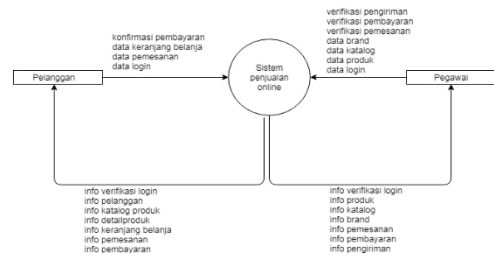 konfirmasi pembayaran
data keranjang belanja
data pemesanan
data login
verifikasi pengiriman
verifikasi pembayaran
verifikasi pemesanan
data brand
data katalog
data produk
data login
Pelanggan
Sistem
penjualan
online
Pegawai
info verifikasi login
info pelanggan
info katalog produk
info detailproduk
info keranjang belanja
info pemesanan
info pembayaran
info verifikasi login
info produk
info katalog
info brand
info pemesanan
info pembayaran
info pengiriman